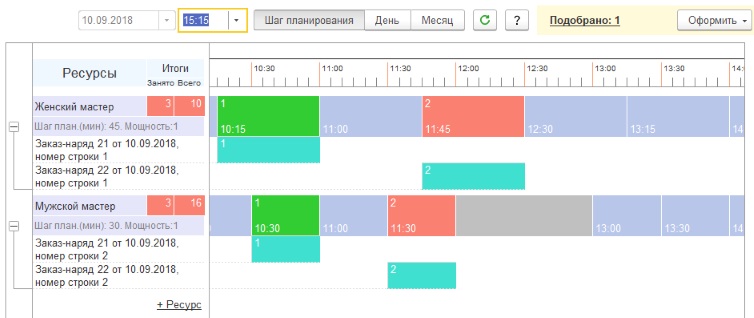 10.09.2018 15:15 Шаг планирования День Месяц ? Подобрано: 1 Оформить
Ресурсы Итоги
Занято Всего
10:30 11:00 11:30 12:00 12:30 13:00 13:30 14:
Женский мастер 3 10 1 2
Шаг план.(мин): 45. Мощность:1 10:15 11:00 11:45 12:30 13:15 14
Заказ-наряд 21 от 10.09.2018, 1
номер строки 1
Заказ-наряд 22 от 10.09.2018, 2
номер строки 1
Мужской мастер 3 16 1 2
Шаг план.(мин): 30. Мощность:1 10:30 11:00 11:30 13:00 13:30 14
Заказ-наряд 21 от 10.09.2018, 1
номер строки 2
Заказ-наряд 22 от 10.09.2018, 2
номер строки 2
+ Ресурс